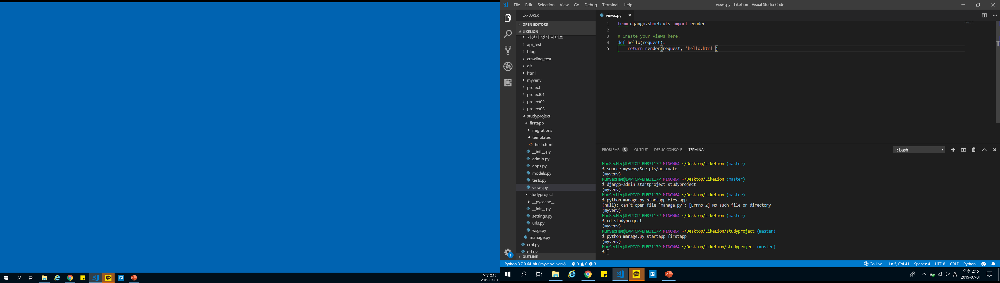 오후 2:15
2019-07-01
File Edit Selection View Go Debug Terminal Help
views.py - LikeLion - Visual Studio Code
EXPLORER
OPEN EDITORS
LIKELION
가천대 멋사 사이트
api_test
blog
crawling_test
git
html
myvenv
project
project01
project02
project03
studyproject
firstapp
migrations
templates
hello.html
__init__.py
admin.py
apps.py
models.py
tests.py
views.py
studyproject
__pycache__
__init__.py
settings.py
urls.py
wsgi.py
manage.py
crol.py
dd.py
OUTLINE
1
views.py
1 from django.shortcuts import render
2
3 # Create your views here.
4 def hello(request):
5 return render(request, 'hello.html')
PROBLEMS 3 OUTPUT DEBUG CONSOLE TERMINAL
1: bash
MunSeoHee@LAPTOP-BH83117P MINGW64 ~/Desktop/LikeLion (master)
$ source myvenv/Scripts/activate
(myvenv)
MunSeoHee@LAPTOP-BH83117P MINGW64 ~/Desktop/LikeLion (master)
$ django-admin startproject studyproject
(myvenv)
MunSeoHee@LAPTOP-BH83117P MINGW64 ~/Desktop/LikeLion (master)
$ python manage.py startapp firstapp
(null): can't open file 'manage.py': [Errno 2] No such file or directory
(myvenv)
MunSeoHee@LAPTOP-BH83117P MINGW64 ~/Desktop/LikeLion (master)
$ cd studyproject
(myvenv)
MunSeoHee@LAPTOP-BH83117P MINGW64 ~/Desktop/LikeLion/studyproject (master)
$ python manage.py startapp firstapp
(myvenv)
MunSeoHee@LAPTOP-BH83117P MINGW64 ~/Desktop/LikeLion/studyproject (master)
$
Python 3.7.0 64-bit ('myvenv': venv) 0 0 3
Go Live Ln 5, Col 41 Spaces: 4 UTF-8 CRLF Python
TALK
A
오후 2:15
2019-07-01